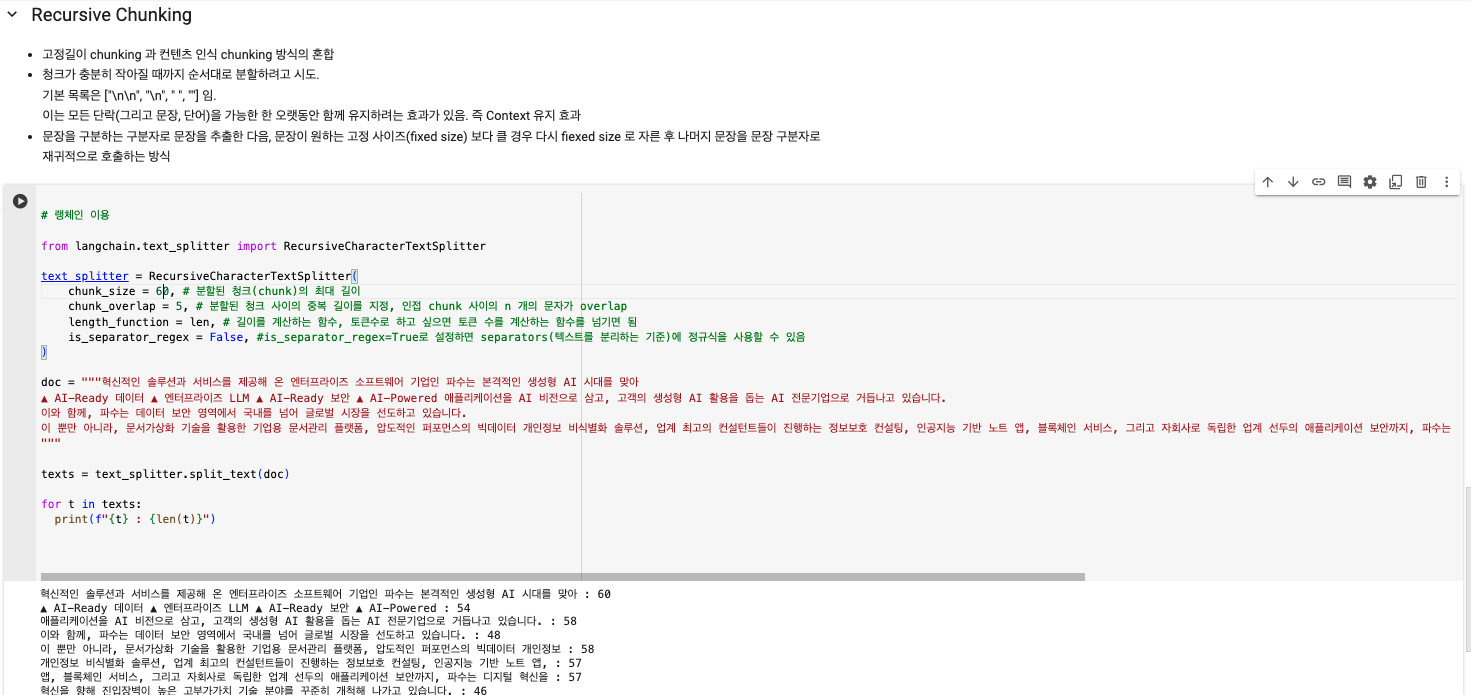 Recursive Chunking
고정길이 chunking 과 컨텐츠 인식 chunking 방식의 혼합
청크가 충분히 작아질 때까지 순서대로 분할하려고 시도.
기본 목록은 ["\n\n", "\n", " ", ""] 임.
이는 모든 단락(그리고 문장, 단어)을 가능한 한 오랫동안 함께 유지하려는 효과가 있음. 즉 Context 유지 효과
문장을 구분하는 구분자로 문장을 추출한 다음, 문장이 원하는 고정 사이즈(fixed size) 보다 클 경우 다시 fiexed size 로 자른 후 나머지 문장을 문장 구분자로
재귀적으로 호출하는 방식
# 랭체인 이용
from langchain.text_splitter import RecursiveCharacterTextSplitter
text_splitter = RecursiveCharacterTextSplitter(
chunk_size = 60, # 분할된 청크(chunk)의 최대 길이
chunk_overlap = 5, # 분할된 청크 사이의 중복 길이를 지정, 인접 chunk 사이의 n 개의 문자가 overlap
length_function = len, # 길이를 계산하는 함수, 토큰수로 하고 싶으면 토큰 수를 계산하는 함수를 넘기면 됨
is_separator_regex = False, #is_separator_regex=True로 설정하면 separators(텍스트를 분리하는 기준)에 정규식을 사용할 수 있음
)
doc = """혁신적인 솔루션과 서비스를 제공해 온 엔터프라이즈 소프트웨어 기업인 파수는 본격적인 생성형 AI 시대를 맞아
▲ AI-Ready 데이터 ▲ 엔터프라이즈 LLM ▲ AI-Ready 보안 ▲ AI-Powered 애플리케이션을 AI 비전으로 삼고, 고객의 생성형 AI 활용을 돕는 AI 전문기업으로 거듭나고 있습니다.
이와 함께, 파수는 데이터 보안 영역에서 국내를 넘어 글로벌 시장을 선도하고 있습니다.
이 뿐만 아니라, 문서가상화 기술을 활용한 기업용 문서관리 플랫폼, 압도적인 퍼포먼스의 빅데이터 개인정보 비식별화 솔루션, 업계 최고의 컨설턴트들이 진행하는 정보보호 컨설팅, 인공지능 기반 노트 앱, 블록체인 서비스, 그리고 자회사로 독립한 업계 선두의 애플리케이션 보안까지, 파수는
"""
texts = text_splitter.split_text(doc)
for t in texts:
print(f"{t} : {len(t)}")
혁신적인 솔루션과 서비스를 제공해 온 엔터프라이즈 소프트웨어 기업인 파수는 본격적인 생성형 AI 시대를 맞아 : 60
▲ AI-Ready 데이터 ▲ 엔터프라이즈 LLM ▲ AI-Ready 보안 ▲ AI-Powered : 54
애플리케이션을 AI 비전으로 삼고, 고객의 생성형 AI 활용을 돕는 AI 전문기업으로 거듭나고 있습니다. : 58
이와 함께, 파수는 데이터 보안 영역에서 국내를 넘어 글로벌 시장을 선도하고 있습니다. : 48
이 뿐만 아니라, 문서가상화 기술을 활용한 기업용 문서관리 플랫폼, 압도적인 퍼포먼스의 빅데이터 개인정보 : 58
개인정보 비식별화 솔루션, 업계 최고의 컨설턴트들이 진행하는 정보보호 컨설팅, 인공지능 기반 노트 앱, : 57
앱, 블록체인 서비스, 그리고 자회사로 독립한 업계 선두의 애플리케이션 보안까지, 파수는 디지털 혁신을 : 57
혁신을 향해 진입장벽이 높은 고부가가치 기술 분야를 꾸준히 개척해 나가고 있습니다. : 46